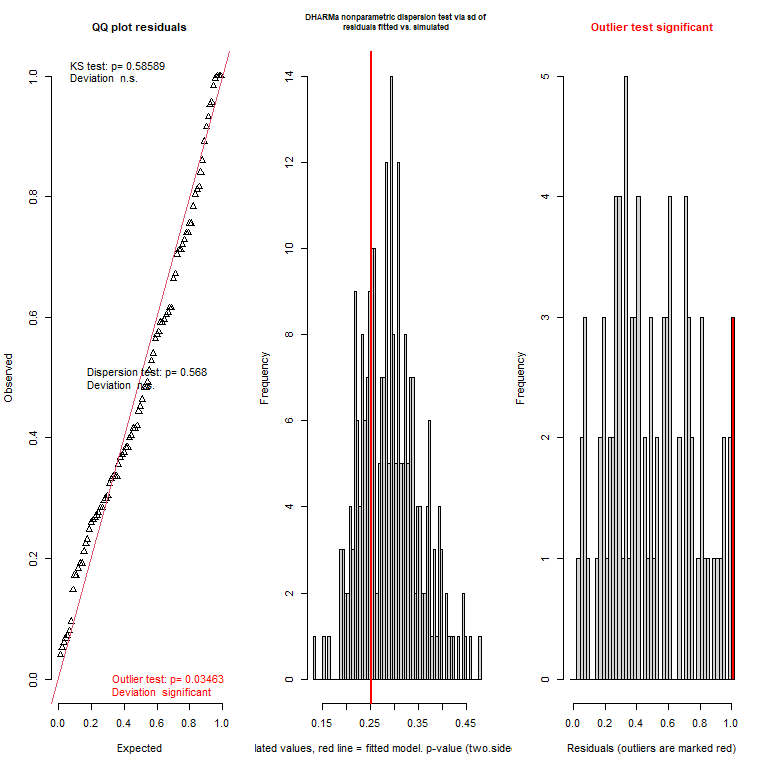 QQ plot residuals
KS test: p= 0.58589
Deviation n.s.
Dispersion test: p= 0.568
Deviation n.s.
Outlier test: p= 0.03463
Deviation significant
Observed
0.0 0.2 0.4 0.6 0.8 1.0
0.0 0.2 0.4 0.6 0.8 1.0
Expected
DHARMa nonparametric dispersion test via sd of
residuals fitted vs. simulated
Frequency
0 2 4 6 8 10 12 14
0.15 0.25 0.35 0.45
lated values, red line = fitted model. p-value (two.side
Outlier test significant
Frequency
0 1 2 3 4 5
0.0 0.2 0.4 0.6 0.8 1.0
Residuals (outliers are marked red)